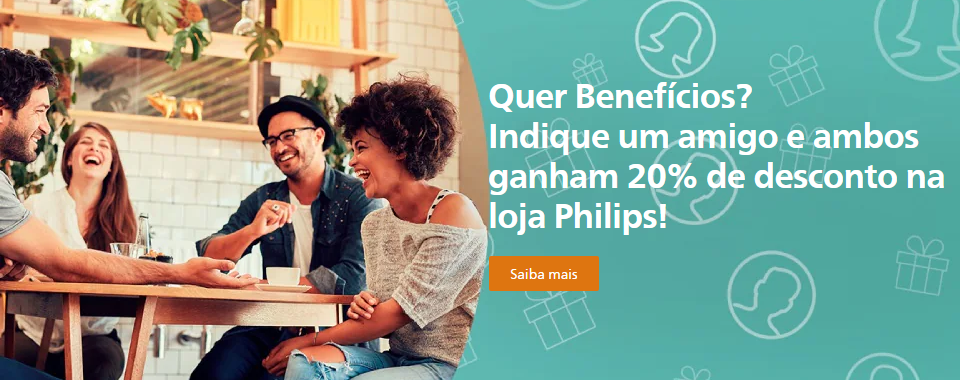 Quer Benefícios?
Indique um amigo e ambos
ganham 20% de desconto na
loja Philips!
Saiba mais